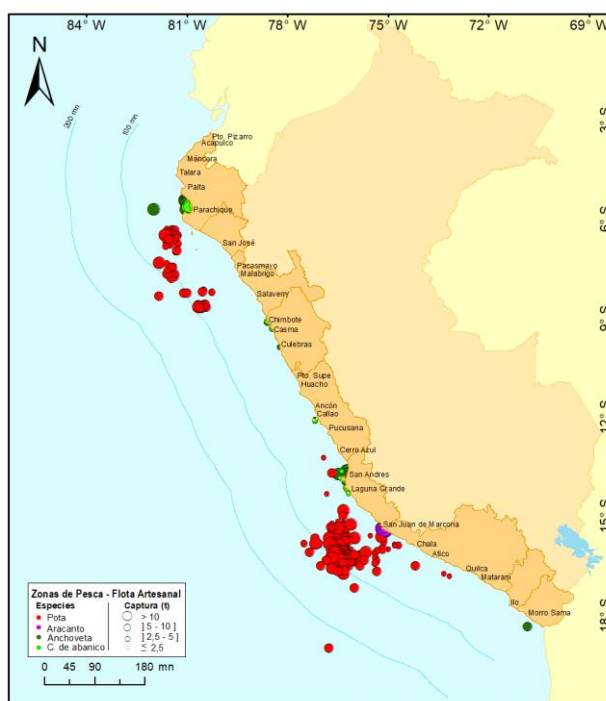 84° W 81°W 78° W 75°W 72° W 69° W
N
200 mn
100 mn
3° S
Pto. Pizarro
Acapulco
Máncora
Talara
Paita
Parachique
6° S
San José
Pacasmayo
Malabrigo
Salaverry
9° S
Chimbote
Casma
Culebras
Pto. Supe
Huacho
Ancón
Callao
12° S
Pucusana
Cerro Azul
San Andres
Laguna Grande
15° S
San Juan de Marcona
Chala
Atico
Quilca
Matarani
Ilo
Morro Sama
18° S
Zonas de Pesca - Flota Artesanal
Especies Captura (t)
Pota > 10
Aracanto ] 5 - 10 ]
Anchoveta ] 2,5 - 5 ]
C. de abanico ≤ 2,5
0 45 90 180 mn